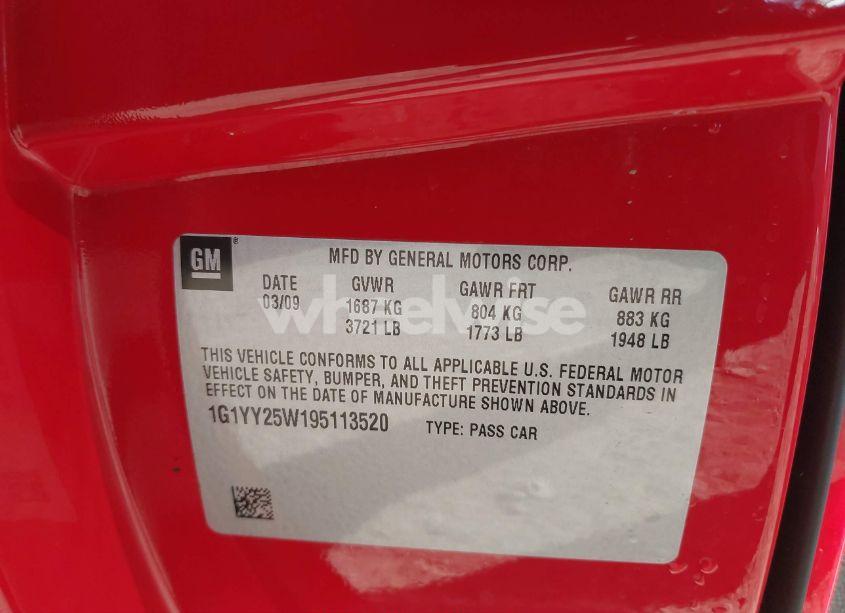 GM
MFD BY GENERAL MOTORS CORP.
DATE GVWR GAWR FRT GAWR RR
03/09 1687 KG 804 KG 883 KG
3721 LB 1773 LB 1948 LB
wheelwise
THIS VEHICLE CONFORMS TO ALL APPLICABLE U.S. FEDERAL MOTOR
VEHICLE SAFETY, BUMPER, AND THEFT PREVENTION STANDARDS IN
EFFECT ON THE DATE OF MANUFACTURE SHOWN ABOVE.
1G1YY25W195113520 TYPE: PASS CAR